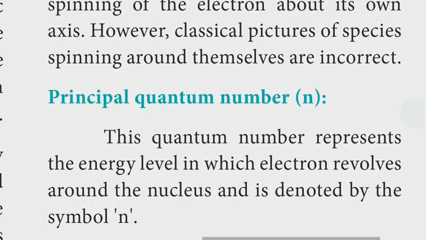 spinning of the electron about its own
axis. However, classical pictures of species
spinning around themselves are incorrect.
Principal quantum number (n):
This quantum number represents
the energy level in which electron revolves
around the nucleus and is denoted by the
symbol 'n'.